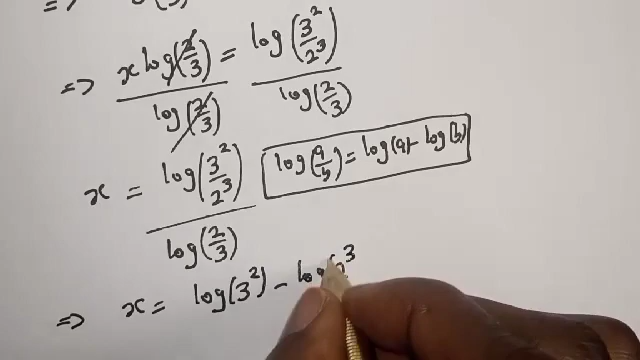 => x log(2/3) / log(2/3) = log(3²/2³) / log(2/3)
x = log(3²/2³) / log(2/3)
log(a/b) = log(a) - log(b)
=> x = log(3²) - log(2³